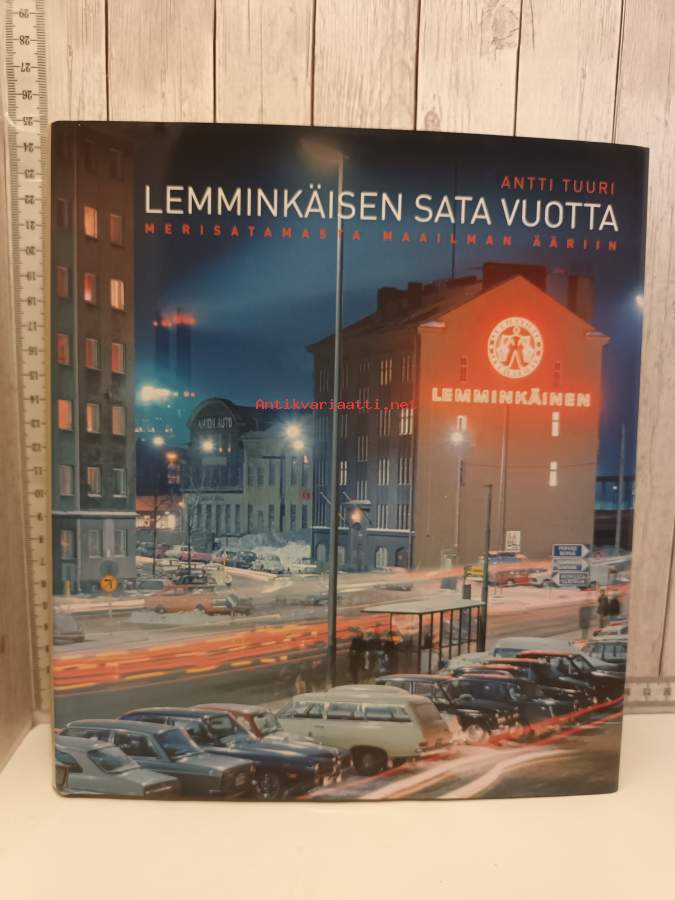 ANTTI TUURI
LEMMINKÄISEN SATA VUOTTA
MERISATAMASTA MAAILMAN ÄÄRIIN
LEMMINKÄINEN
Antikvariaatti.net